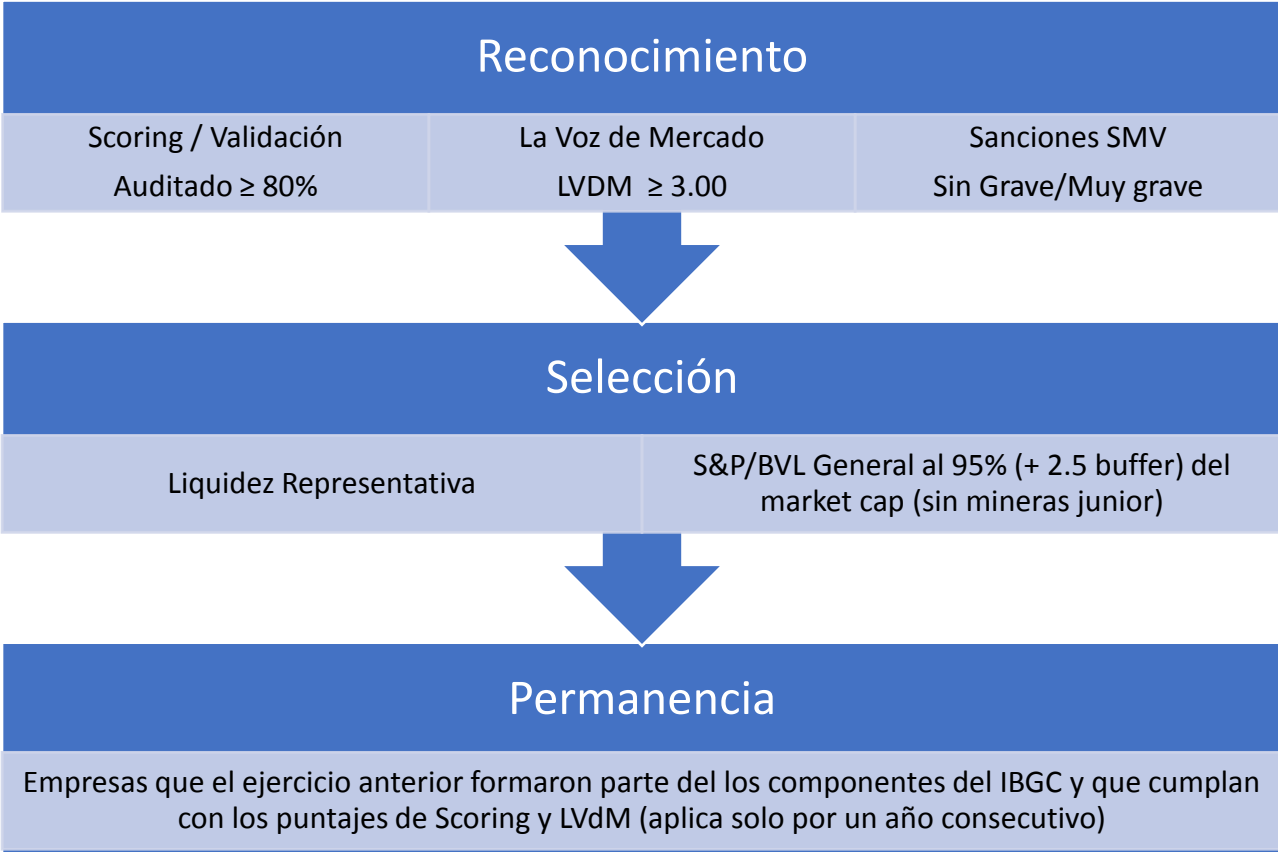 Reconocimiento
Scoring / Validación
Auditado ≥ 80%
La Voz de Mercado
LVDM ≥ 3.00
Sanciones SMV
Sin Grave/Muy grave
Selección
Liquidez Representativa
S&P/BVL General al 95% (+ 2.5 buffer) del
market cap (sin mineras junior)
Permanencia
Empresas que el ejercicio anterior formaron parte del los componentes del IBGC y que cumplan
con los puntajes de Scoring y LVdM (aplica solo por un año consecutivo)